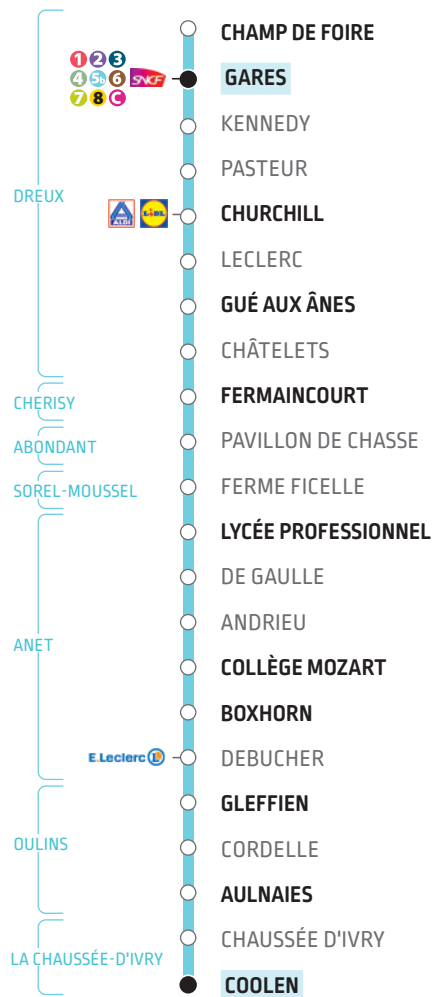 CHAMP DE FOIRE
1 2 3
4 5b 6 SNCF
7 8 C
GARES
KENNEDY
PASTEUR
DREUX
ALDI LIDL
CHURCHILL
LECLERC
GUÉ AUX ÂNES
CHÂTELETS
CHERISY
FERMAINCOURT
ABONDANT
PAVILLON DE CHASSE
SOREL-MOUSSEL
FERME FICELLE
LYCÉE PROFESSIONNEL
DE GAULLE
ANDRIEU
ANET
COLLÈGE MOZART
BOXHORN
E.Leclerc L
DEBUCHER
GLEFFIEN
OULINS
CORDELLE
AULNAIES
CHAUSSÉE D'IVRY
LA CHAUSSÉE-D'IVRY
COOLEN